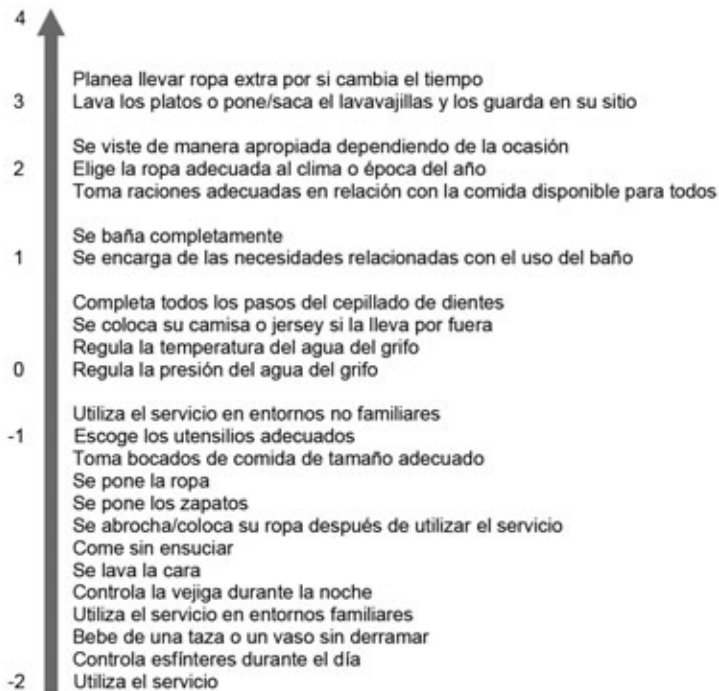 4
Planea llevar ropa extra por si cambia el tiempo
3 Lava los platos o pone/saca el lavavajillas y los guarda en su sitio
Se viste de manera apropiada dependiendo de la ocasión
2 Elige la ropa adecuada al clima o época del año
Toma raciones adecuadas en relación con la comida disponible para todos
Se baña completamente
1 Se encarga de las necesidades relacionadas con el uso del baño
Completa todos los pasos del cepillado de dientes
Se coloca su camisa o jersey si la lleva por fuera
Regula la temperatura del agua del grifo
0 Regula la presión del agua del grifo
Utiliza el servicio en entornos no familiares
-1 Escoge los utensilios adecuados
Toma bocados de comida de tamaño adecuado
Se pone la ropa
Se pone los zapatos
Se abrocha/coloca su ropa después de utilizar el servicio
Come sin ensuciar
Se lava la cara
Controla la vejiga durante la noche
Utiliza el servicio en entornos familiares
Bebe de una taza o un vaso sin derramar
Controla esfínteres durante el día
-2 Utiliza el servicio